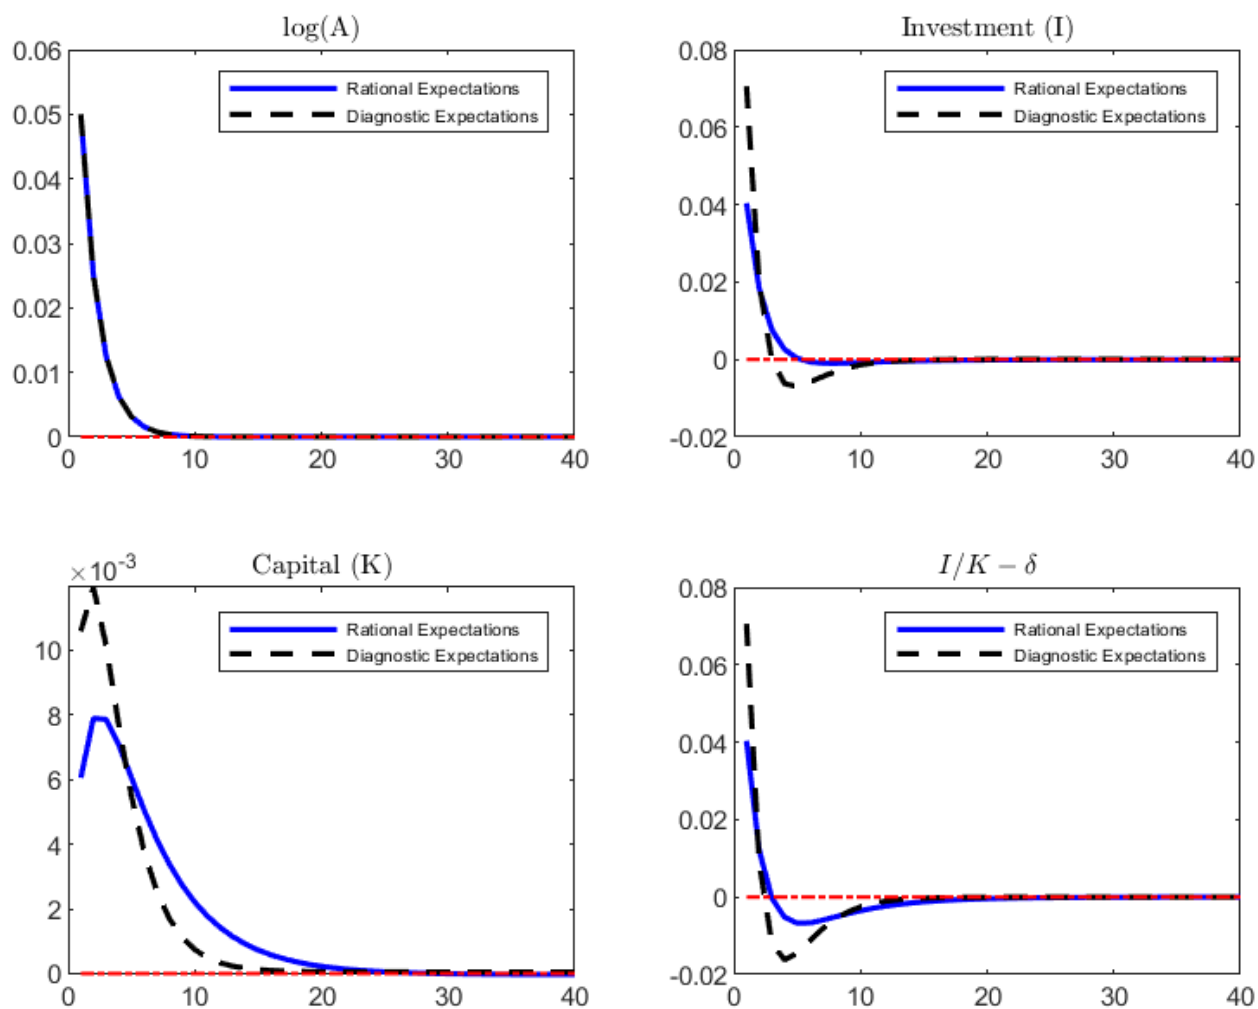 log(A)
0.06
0.05
0.04
0.03
0.02
0.01
0
0 10 20 30 40
Rational Expectations
Diagnostic Expectations
Investment (I)
0.08
0.06
0.04
0.02
0
-0.02
0 10 20 30 40
Rational Expectations
Diagnostic Expectations
×10-3
Capital (K)
10
8
6
4
2
0
0 10 20 30 40
Rational Expectations
Diagnostic Expectations
I/K − δ
0.08
0.06
0.04
0.02
0
-0.02
0 10 20 30 40
Rational Expectations
Diagnostic Expectations